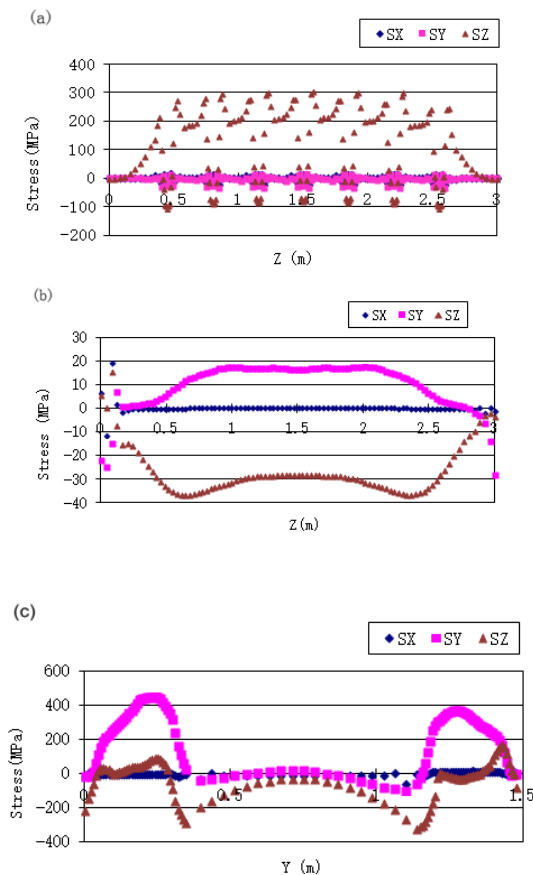 (a)
SX SY SZ
400
300
200
100
0
-100
-200
0 0.5 1 1.5 2 2.5 3
Stress(MPa)
Z (m)
(b)
SX SY SZ
30
20
10
0
-10
-20
-30
-40
0 0.5 1 1.5 2 2.5 3
Stress(MPa)
Z(m)
(c)
SX SY SZ
600
400
200
0
-200
-400
0 0.5 1 1.5
Stress(MPa)
Y (m)